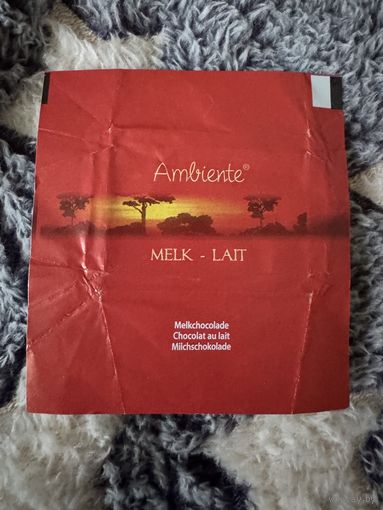 Ambiente®
MELK - LAIT
Melkchocolade
Chocolat au lait
Milchschokolade